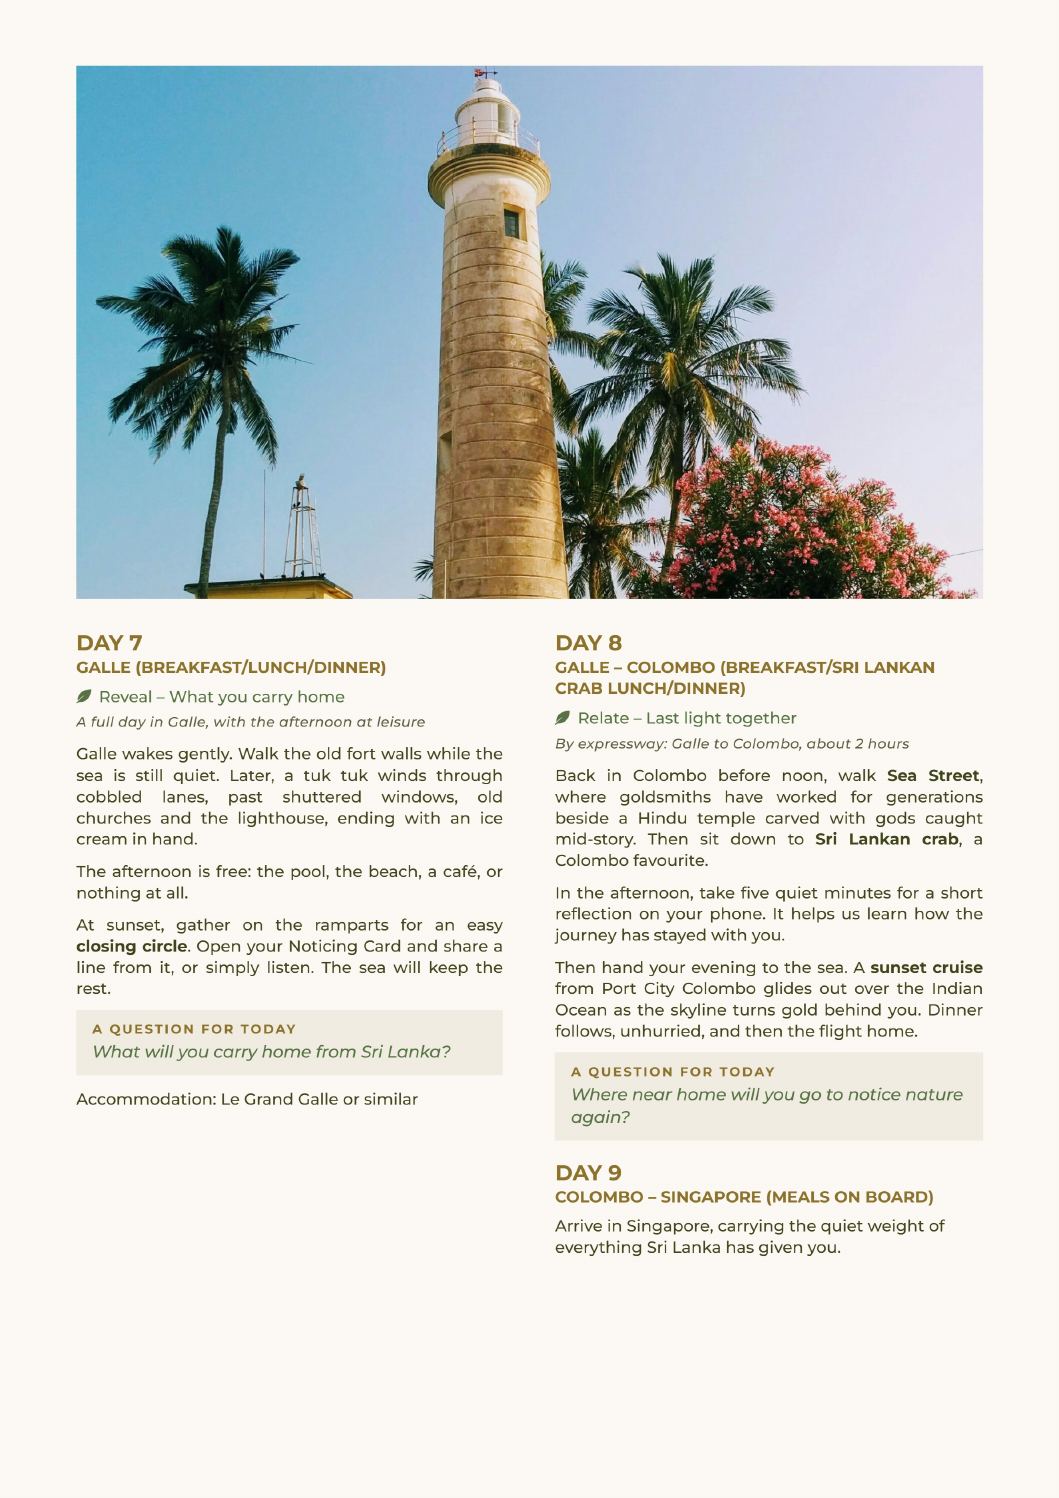 DAY 7
GALLE (BREAKFAST/LUNCH/DINNER)
Reveal – What you carry home
A full day in Galle, with the afternoon at leisure
Galle wakes gently. Walk the old fort walls while the
sea is still quiet. Later, a tuk tuk winds through
cobbled lanes, past shuttered windows, old
churches and the lighthouse, ending with an ice
cream in hand.
The afternoon is free: the pool, the beach, a café, or
nothing at all.
At sunset, gather on the ramparts for an easy
closing circle. Open your Noticing Card and share a
line from it, or simply listen. The sea will keep the
rest.
A QUESTION FOR TODAY
What will you carry home from Sri Lanka?
Accommodation: Le Grand Galle or similar
DAY 8
GALLE – COLOMBO (BREAKFAST/SRI LANKAN
CRAB LUNCH/DINNER)
Relate – Last light together
By expressway: Galle to Colombo, about 2 hours
Back in Colombo before noon, walk Sea Street,
where goldsmiths have worked for generations
beside a Hindu temple carved with gods caught
mid-story. Then sit down to Sri Lankan crab, a
Colombo favourite.
In the afternoon, take five quiet minutes for a short
reflection on your phone. It helps us learn how the
journey has stayed with you.
Then hand your evening to the sea. A sunset cruise
from Port City Colombo glides out over the Indian
Ocean as the skyline turns gold behind you. Dinner
follows, unhurried, and then the flight home.
A QUESTION FOR TODAY
Where near home will you go to notice nature
again?
DAY 9
COLOMBO – SINGAPORE (MEALS ON BOARD)
Arrive in Singapore, carrying the quiet weight of
everything Sri Lanka has given you.